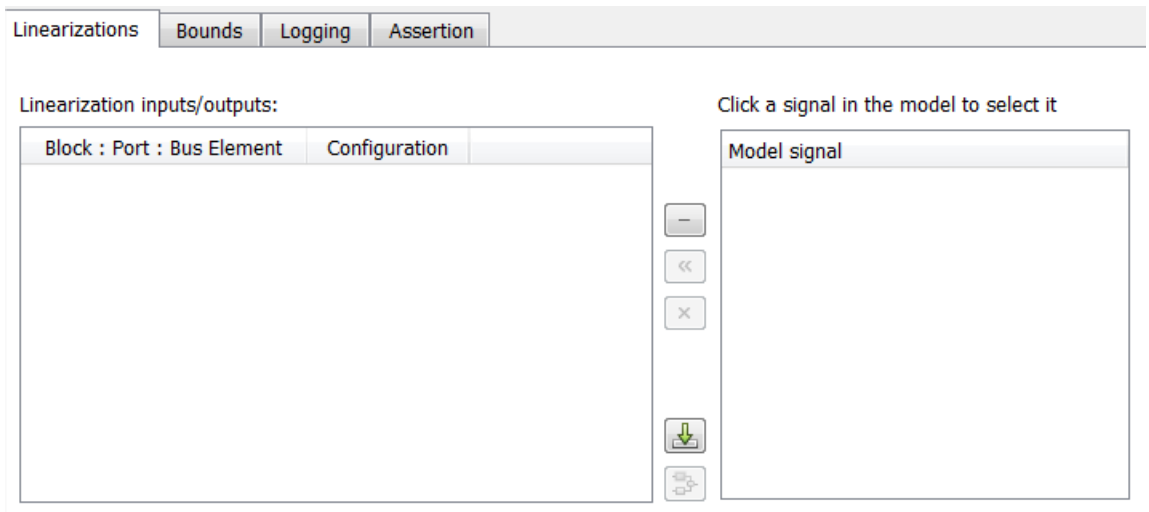 Linearizations Bounds Logging Assertion
Linearization inputs/outputs: Click a signal in the model to select it
Block : Port : Bus Element Configuration Model signal